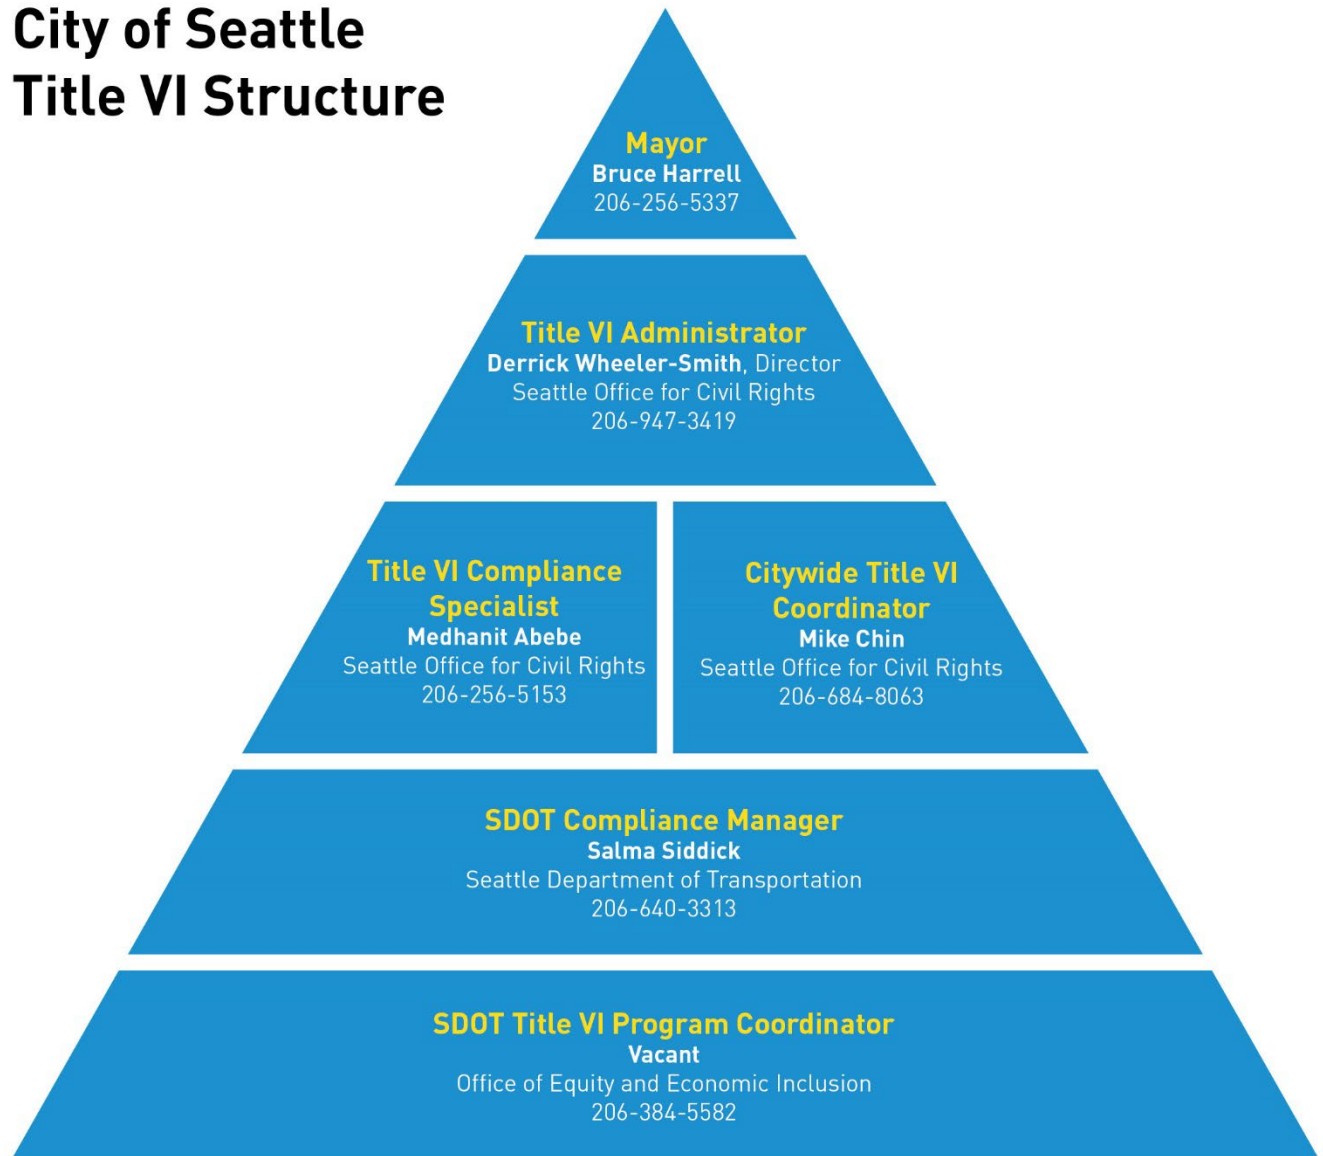 City of Seattle
Title VI Structure
Mayor
Bruce Harrell
206-256-5337
Title VI Administrator
Derrick Wheeler-Smith, Director
Seattle Office for Civil Rights
206-947-3419
Title VI Compliance
Specialist
Medhanit Abebe
Seattle Office for Civil Rights
206-256-5153
Citywide Title VI
Coordinator
Mike Chin
Seattle Office for Civil Rights
206-684-8063
SDOT Compliance Manager
Salma Siddick
Seattle Department of Transportation
206-640-3313
SDOT Title VI Program Coordinator
Vacant
Office of Equity and Economic Inclusion
206-384-5582